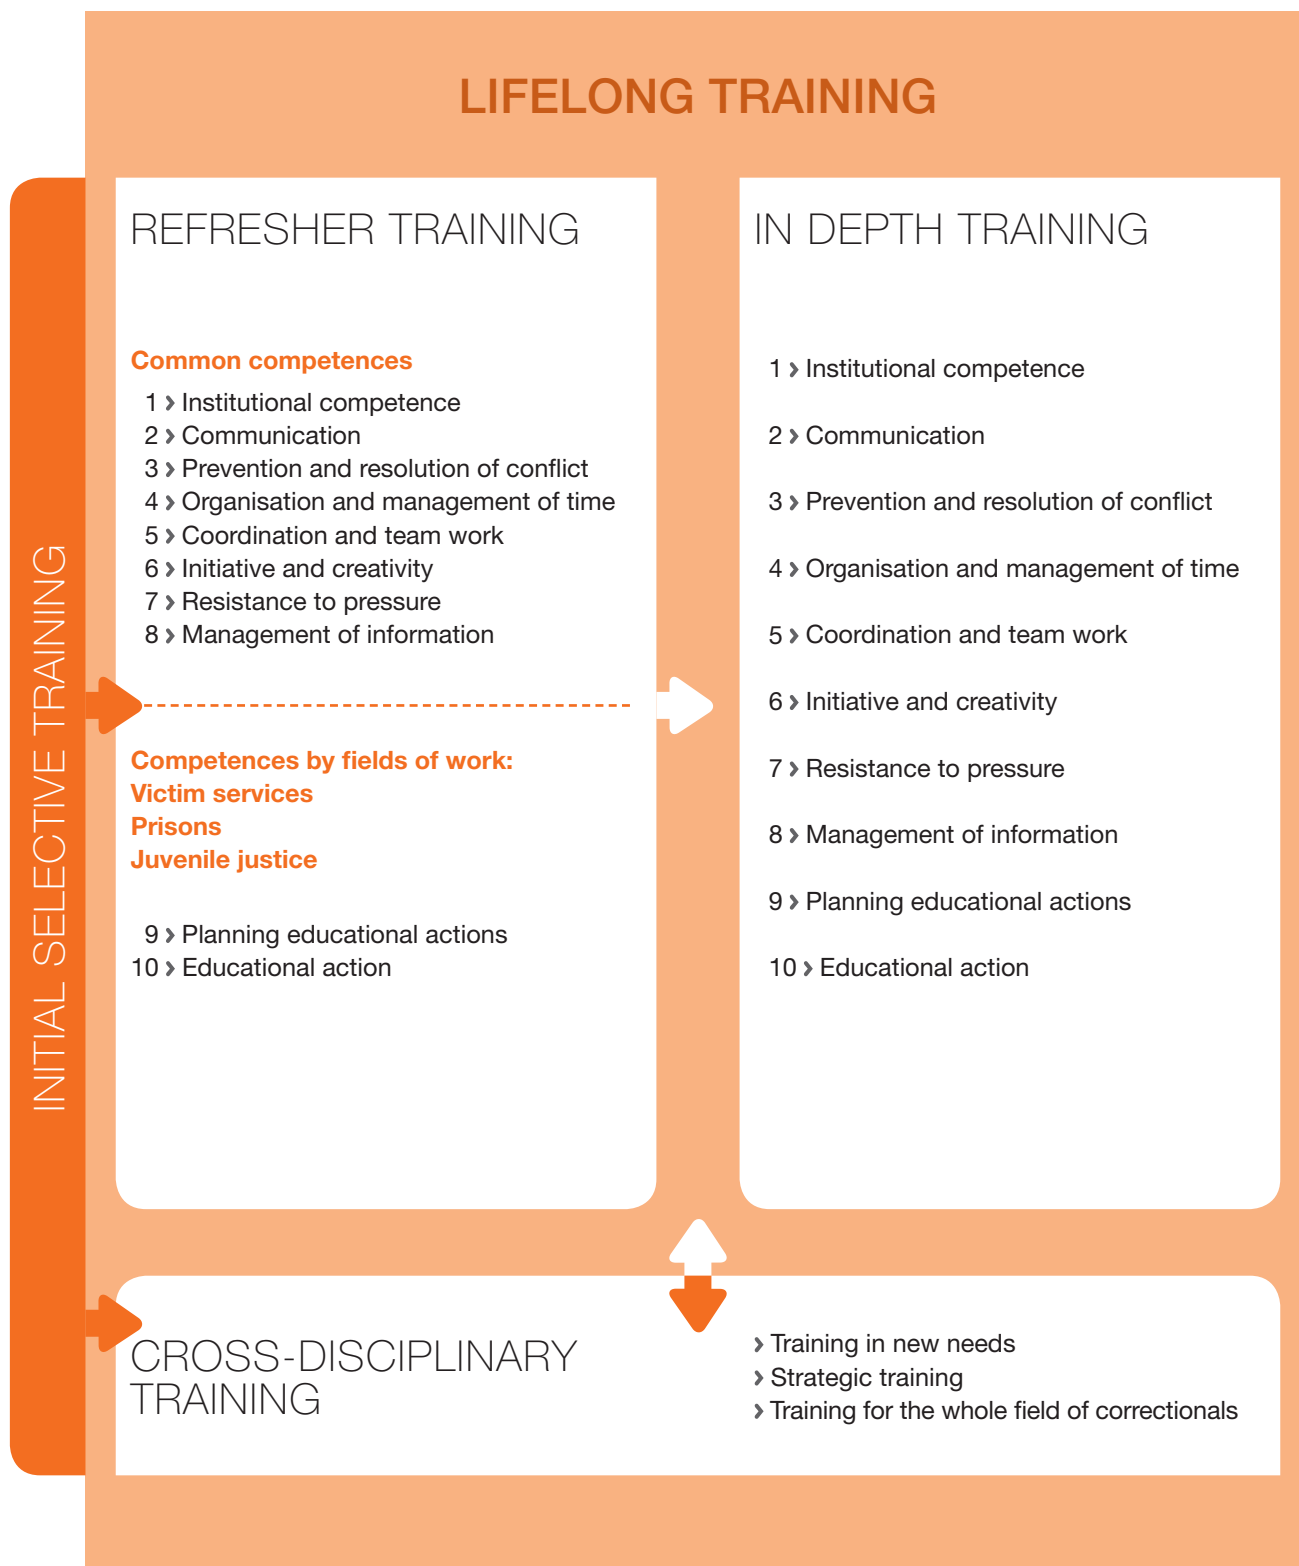 LIFELONG TRAINING
INITIAL SELECTIVE TRAINING
REFRESHER TRAINING
Common competences
1 › Institutional competence
2 › Communication
3 › Prevention and resolution of conflict
4 › Organisation and management of time
5 › Coordination and team work
6 › Initiative and creativity
7 › Resistance to pressure
8 › Management of information
Competences by fields of work:
Victim services
Prisons
Juvenile justice
9 › Planning educational actions
10 › Educational action
IN DEPTH TRAINING
1 › Institutional competence
2 › Communication
3 › Prevention and resolution of conflict
4 › Organisation and management of time
5 › Coordination and team work
6 › Initiative and creativity
7 › Resistance to pressure
8 › Management of information
9 › Planning educational actions
10 › Educational action
CROSS-DISCIPLINARY
TRAINING
› Training in new needs
› Strategic training
› Training for the whole field of correctionals